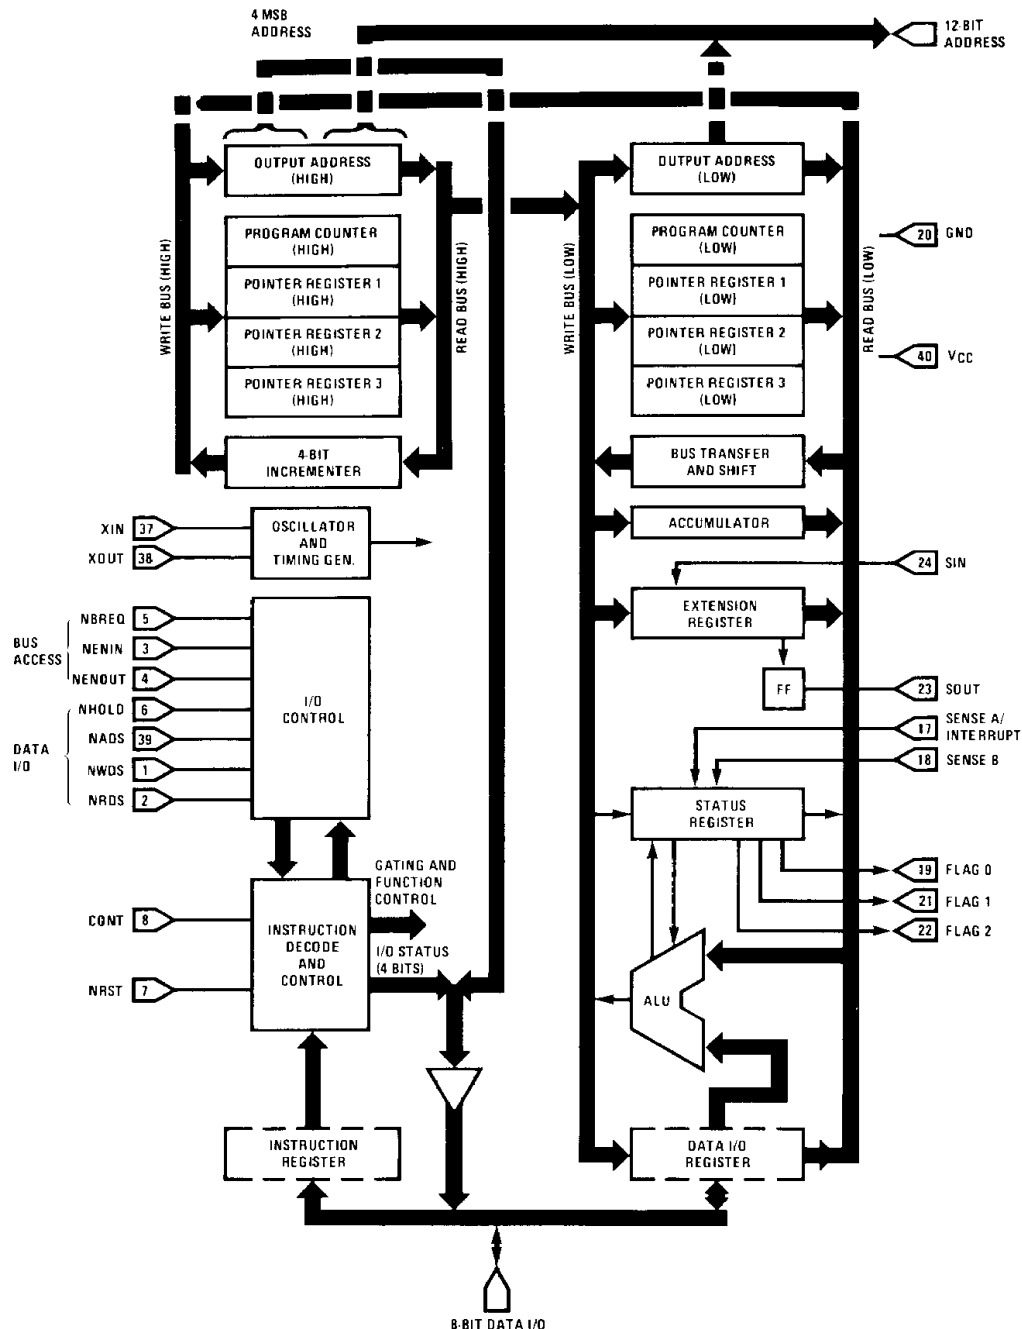 4 MSB
ADDRESS
12-BIT
ADDRESS
OUTPUT ADDRESS
(HIGH)
OUTPUT ADDRESS
(LOW)
PROGRAM COUNTER
(HIGH)
POINTER REGISTER 1
(HIGH)
POINTER REGISTER 2
(HIGH)
POINTER REGISTER 3
(HIGH)
WRITE BUS (HIGH)
READ BUS (HIGH)
WRITE BUS (LOW)
READ BUS (LOW)
PROGRAM COUNTER
(LOW)
POINTER REGISTER 1
(LOW)
POINTER REGISTER 2
(LOW)
POINTER REGISTER 3
(LOW)
20 GND
40 VCC
4-BIT
INCREMENTER
BUS TRANSFER
AND SHIFT
XIN 37
XOUT 38
OSCILLATOR
AND
TIMING GEN.
ACCUMULATOR
24 SIN
EXTENSION
REGISTER
BUS
ACCESS
NBREQ 5
NENIN 3
NENOUT 4
DATA
I/O
NHOLD 6
NADS 39
NWDS 1
NRDS 2
I/O
CONTROL
FF
23 SOUT
17 SENSE A/
INTERRUPT
18 SENSE B
STATUS
REGISTER
19 FLAG 0
21 FLAG 1
22 FLAG 2
GATING AND
FUNCTION
CONTROL
CONT 8
NRST 7
INSTRUCTION
DECODE
AND
CONTROL
I/O STATUS
(4 BITS)
ALU
INSTRUCTION
REGISTER
DATA I/O
REGISTER
8-BIT DATA I/O